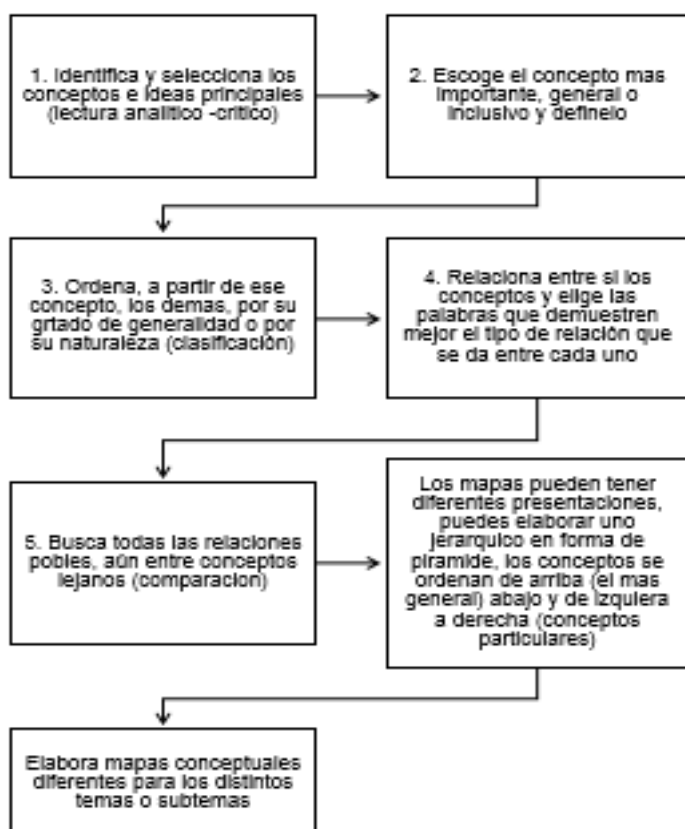 1. Identifica y selecciona los
conceptos e ideas principales
(lectura analitico -critico)
2. Escoge el concepto mas
importante, general o
inclusivo y definelo
3. Ordena, a partir de ese
concepto, los demas, por su
grtado de generalidad o por
su naturaleza (clasificación)
4. Relaciona entre si los
conceptos y elige las
palabras que demuestren
mejor el tipo de relación que
se da entre cada uno
5. Busca todas las relaciones
pobles, aún entre conceptos
lejanos (comparacion)
Los mapas pueden tener
diferentes presentaciones,
puedes elaborar uno
jerarquico en forma de
piramide, los conceptos se
ordenan de arriba (el mas
general) abajo y de izquiera
a derecha (conceptos
particulares)
Elabora mapas conceptuales
diferentes para los distintos
temas o subtemas